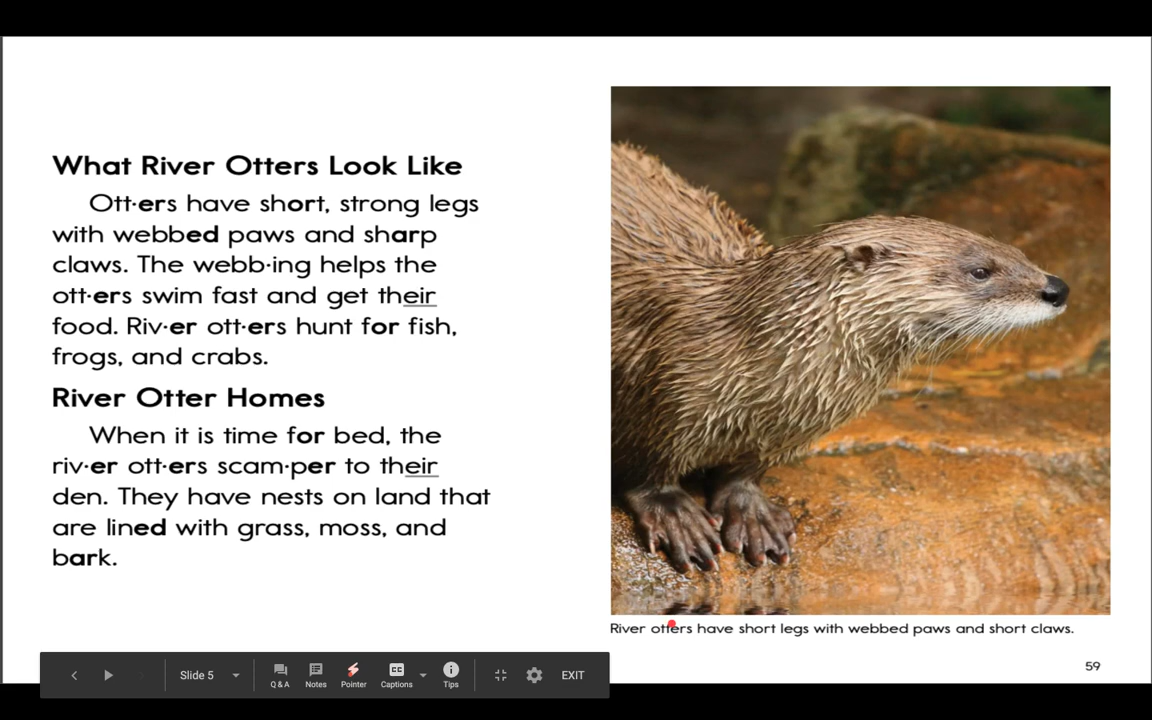 What River Otters Look Like
Ott·ers have short, strong legs
with webbed paws and sharp
claws. The webb·ing helps the
ott·ers swim fast and get their
food. Riv·er ott·ers hunt for fish,
frogs, and crabs.
River Otter Homes
When it is time for bed, the
riv·er ott·ers scam·per to their
den. They have nests on land that
are lined with grass, moss, and
bark.
River otters have short legs with webbed paws and short claws.
59
Slide 5
Q & A
Notes
Pointer
CC
Captions
Tips
EXIT